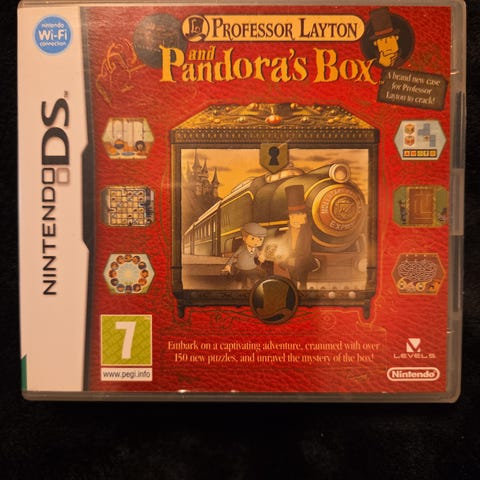 Nintendo
Wi-Fi
connection
NINTENDO DS
TM
PROFESSOR LAYTON
and
Pandora's Box
TM
A brand new case
for Professor
Layton to crack!
7
www.pegi.info
Embark on a captivating adventure, crammed with over
150 new puzzles, and unravel the mystery of the box!
LEVEL5
Nintendo